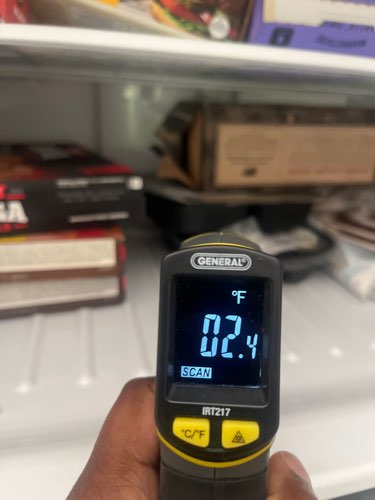 GENERAL®
°F
02.4
SCAN
IRT217
°C/°F